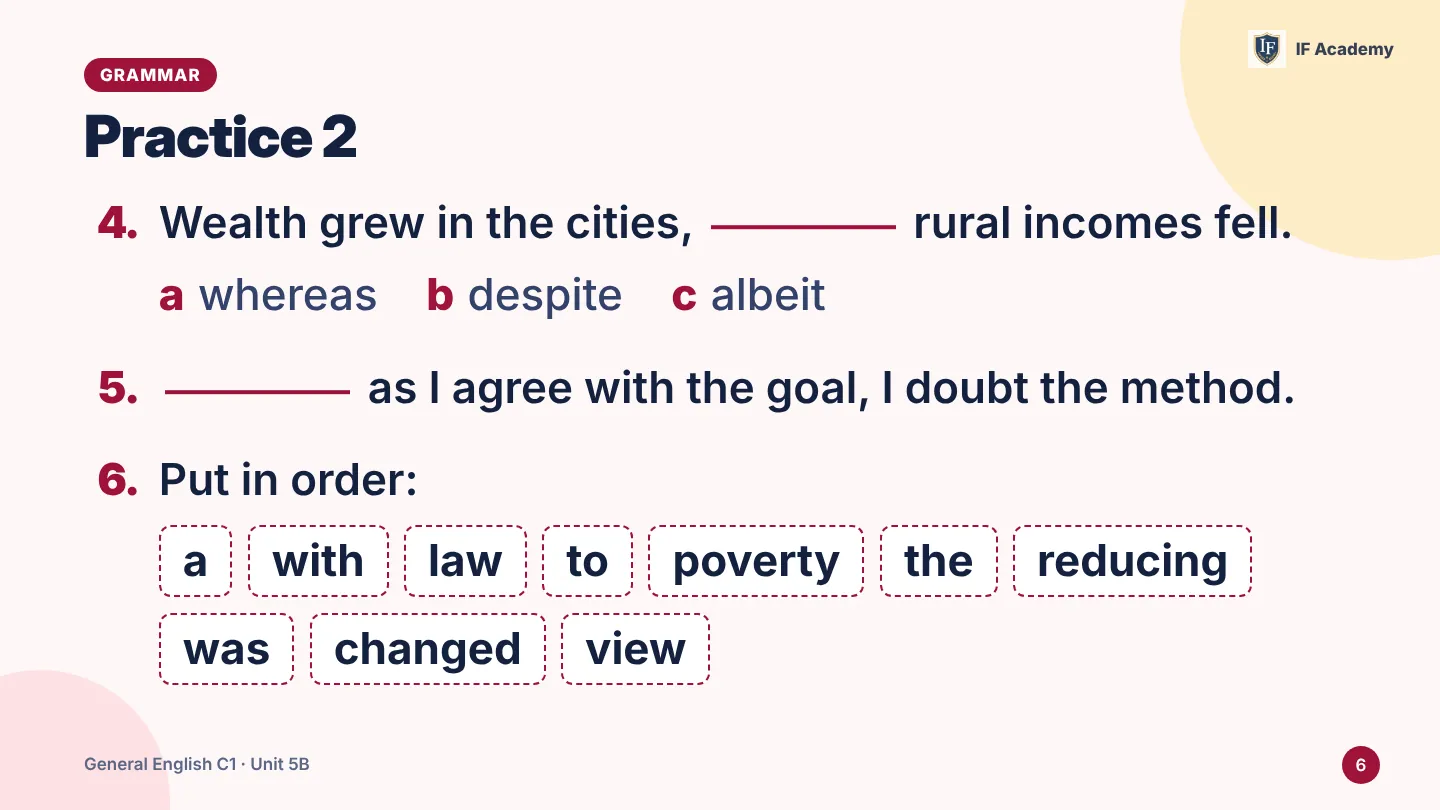 IF Academy
GRAMMAR
Practice 2
4. Wealth grew in the cities, ______ rural incomes fell.
a whereas b despite c albeit
5. ______ as I agree with the goal, I doubt the method.
6. Put in order:
a with law to poverty the reducing
was changed view
General English C1 · Unit 5B
6